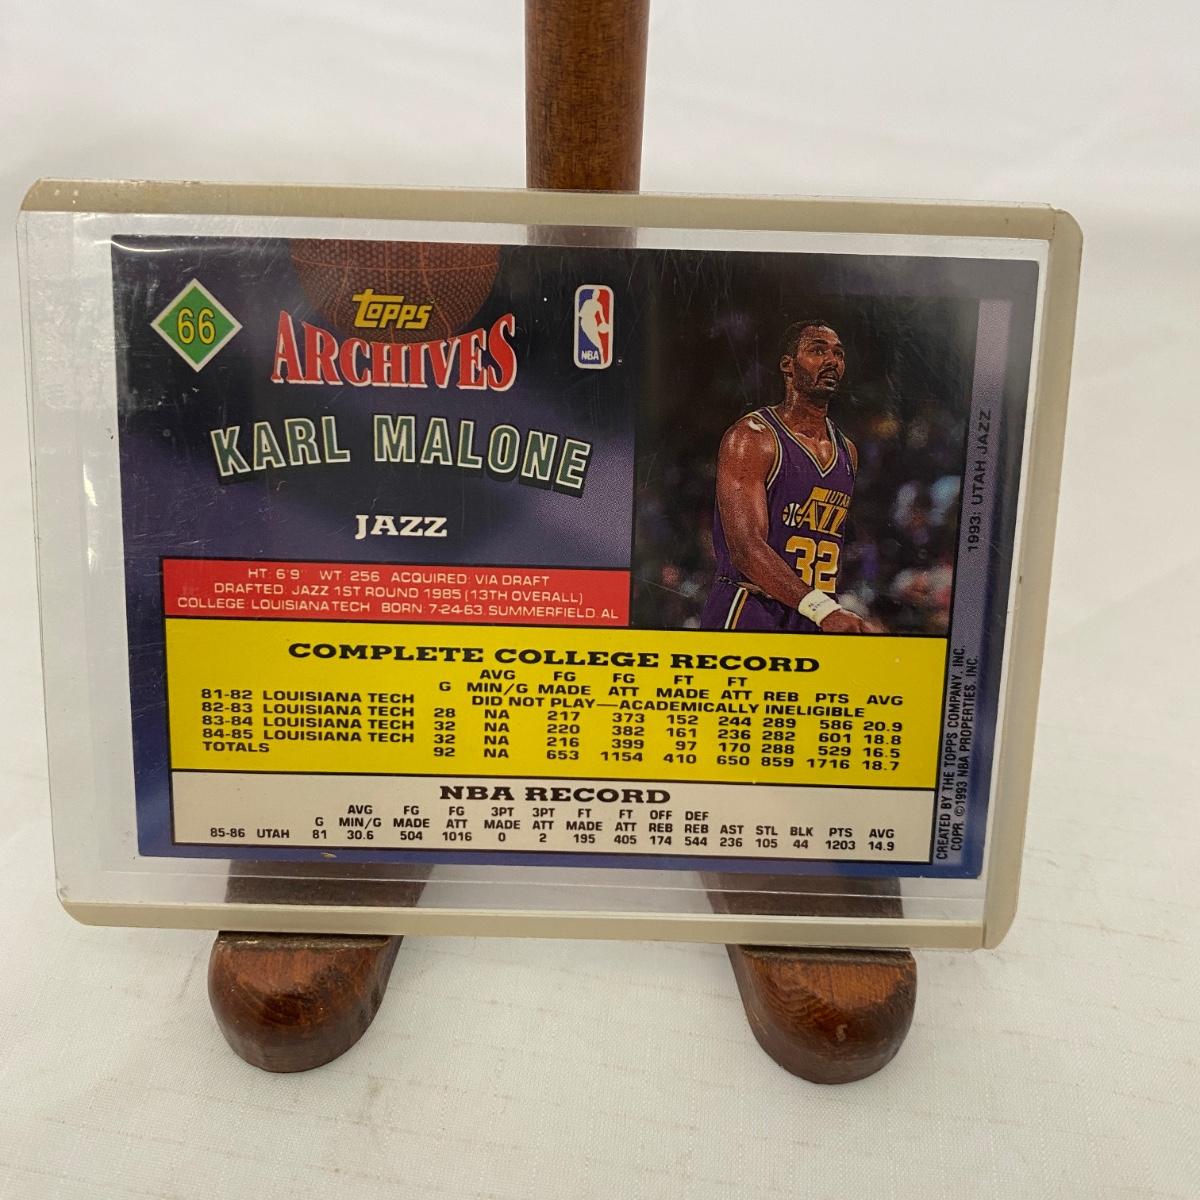 66
topps
ARCHIVES
NBA
KARL MALONE
JAZZ
HT: 6'9" WT: 256 ACQUIRED: VIA DRAFT
DRAFTED: JAZZ 1ST ROUND 1985 (13TH OVERALL)
COLLEGE: LOUISIANA TECH BORN: 7-24-63, SUMMERFIELD, AL
UTAH
JAZZ
32
1993: UTAH JAZZ
COMPLETE COLLEGE RECORD
AVG FG FG FT FT
G MIN/G MADE ATT MADE ATT REB PTS AVG
81-82 LOUISIANA TECH DID NOT PLAY—ACADEMICALLY INELIGIBLE
82-83 LOUISIANA TECH 28 NA 217 373 152 244 289 586 20.9
83-84 LOUISIANA TECH 32 NA 220 382 161 236 282 601 18.8
84-85 LOUISIANA TECH 32 NA 216 399 97 170 288 529 16.5
TOTALS 92 NA 653 1154 410 650 859 1716 18.7
NBA RECORD
AVG FG FG 3PT 3PT FT FT OFF DEF
G MIN/G MADE ATT MADE ATT MADE ATT REB REB AST STL BLK PTS AVG
85-86 UTAH 81 30.6 504 1016 0 2 195 405 174 544 236 105 44 1203 14.9
CREATED BY THE TOPPS COMPANY, INC.
COPR. ©1993 NBA PROPERTIES, INC.